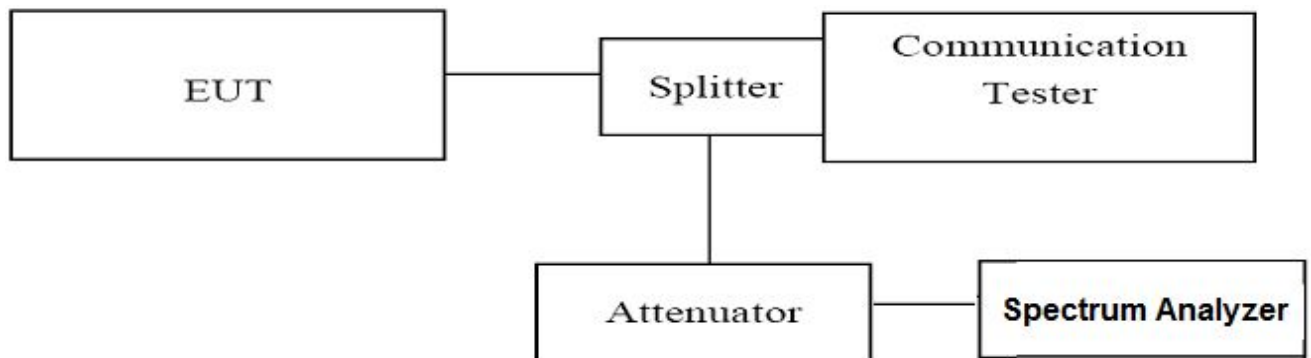 EUT
Splitter
Communication
Tester
Attenuator
Spectrum Analyzer